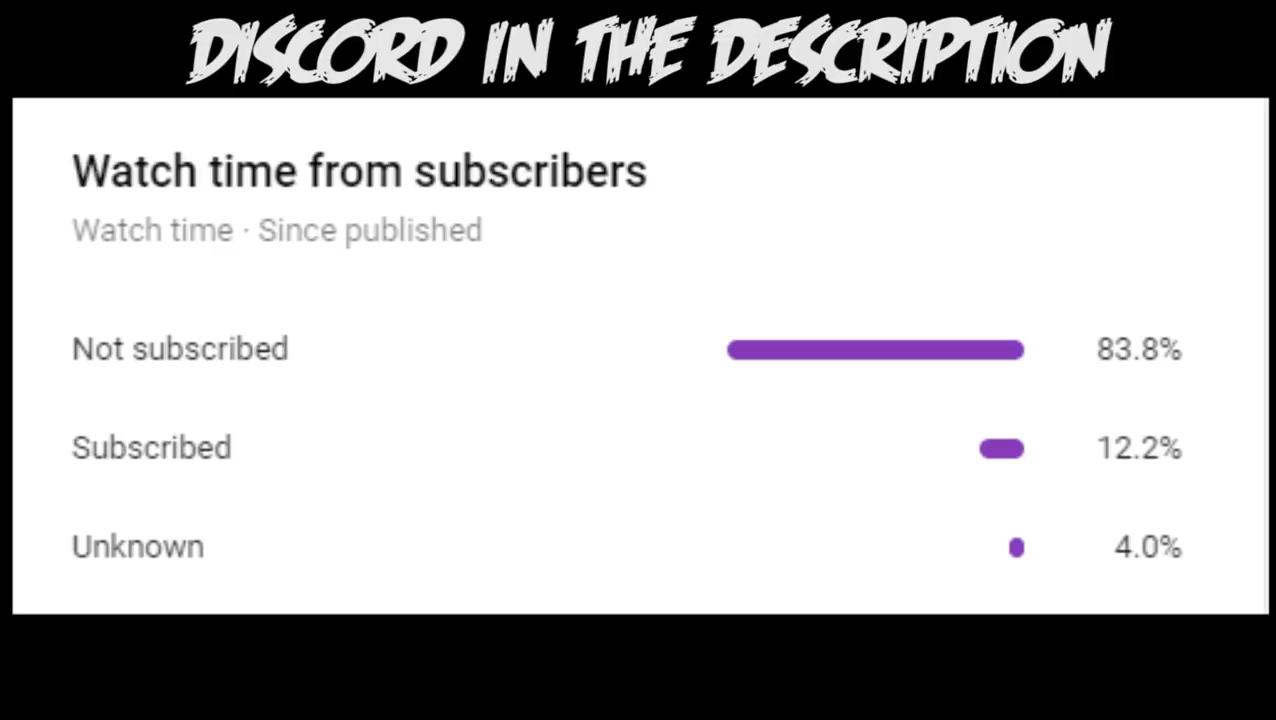 DISCORD IN THE DESCRIPTION
Watch time from subscribers
Watch time · Since published
Not subscribed 83.8%
Subscribed 12.2%
Unknown 4.0%